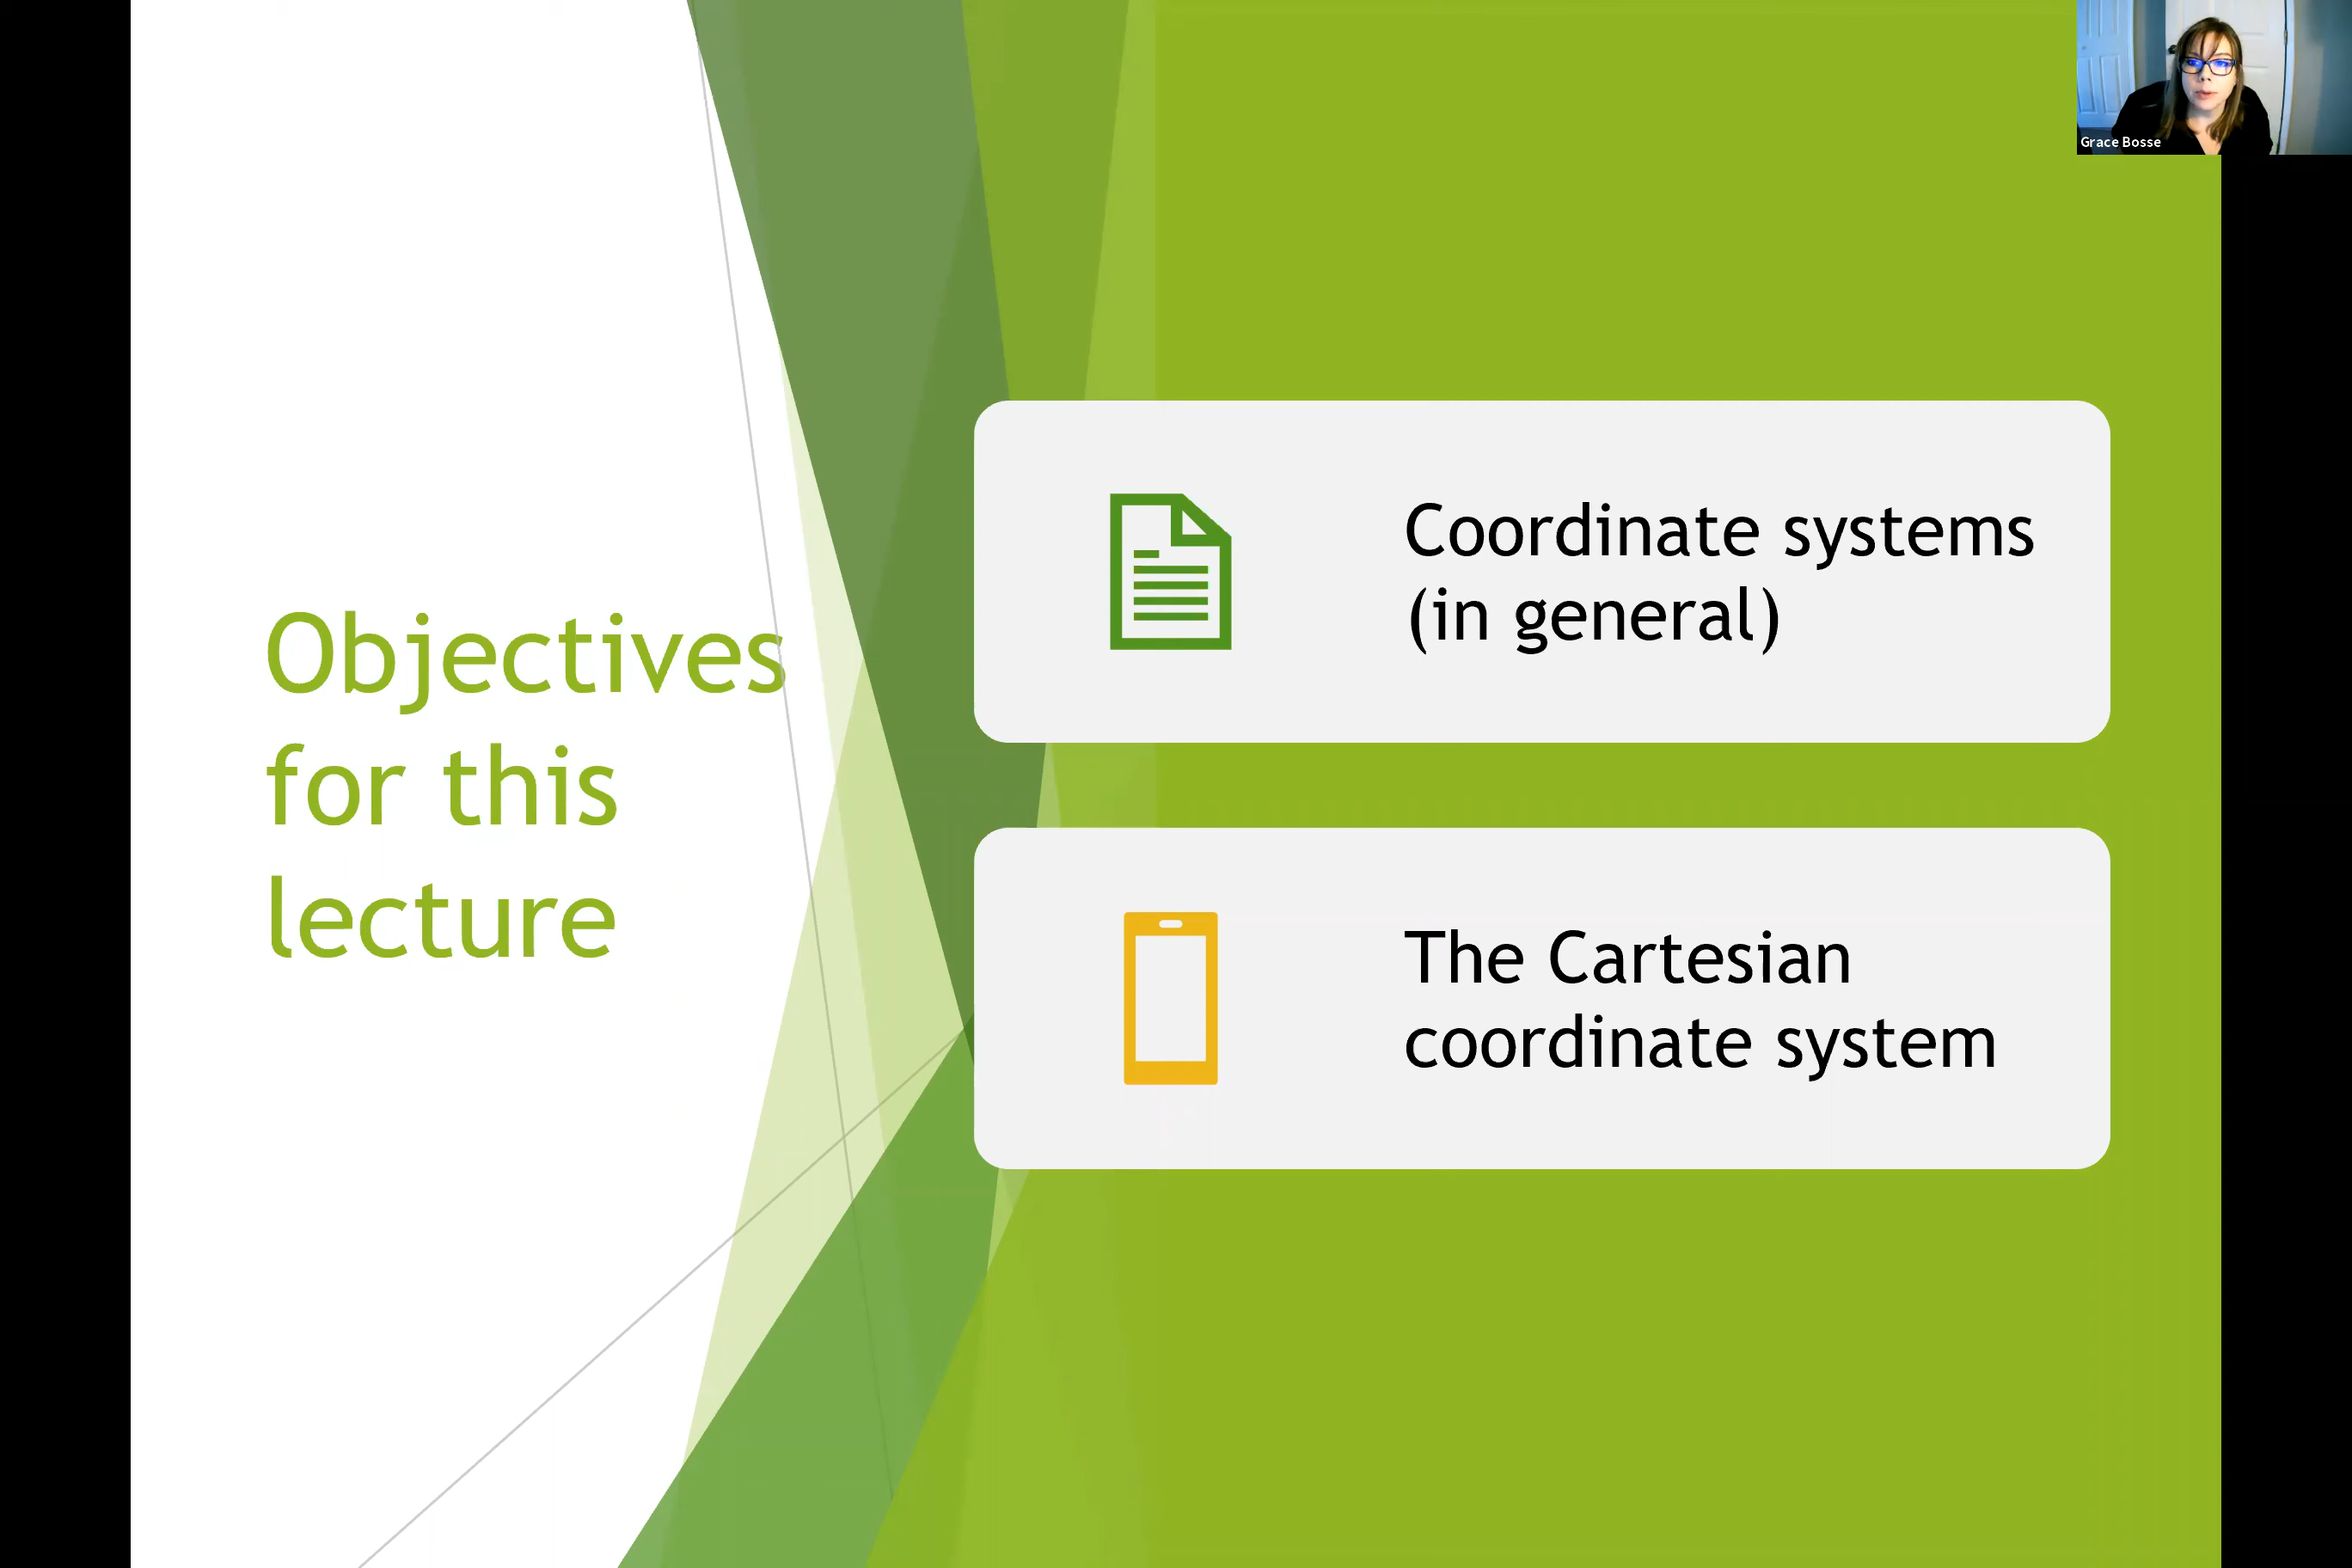 Grace Bosse
Objectives
for this
lecture
Coordinate systems
(in general)
The Cartesian
coordinate system